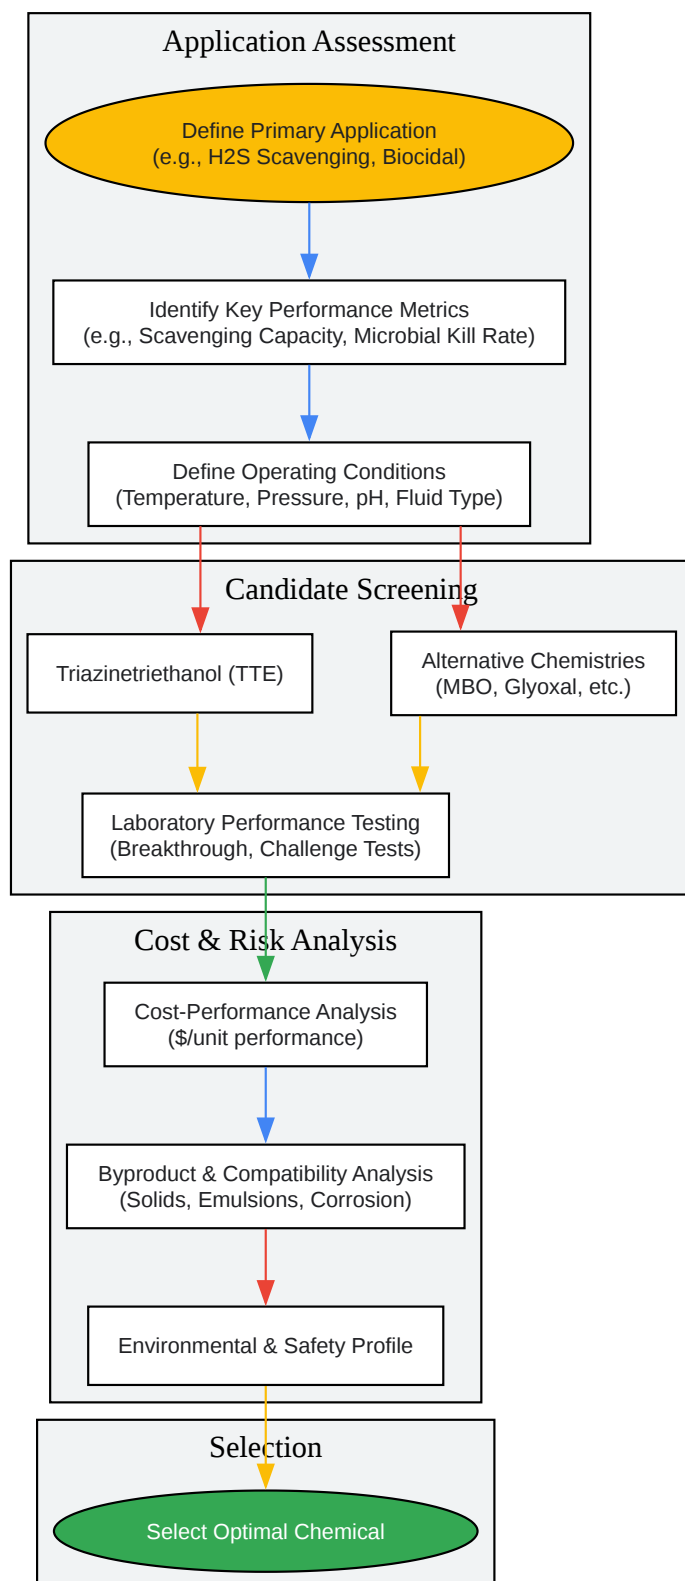 Application Assessment
Define Primary Application
(e.g., H2S Scavenging, Biocidal)
Identify Key Performance Metrics
(e.g., Scavenging Capacity, Microbial Kill Rate)
Define Operating Conditions
(Temperature, Pressure, pH, Fluid Type)
Candidate Screening
Triazinetriethanol (TTE)
Alternative Chemistries
(MBO, Glyoxal, etc.)
Laboratory Performance Testing
(Breakthrough, Challenge Tests)
Cost & Risk Analysis
Cost-Performance Analysis
($/unit performance)
Byproduct & Compatibility Analysis
(Solids, Emulsions, Corrosion)
Environmental & Safety Profile
Selection
Select Optimal Chemical